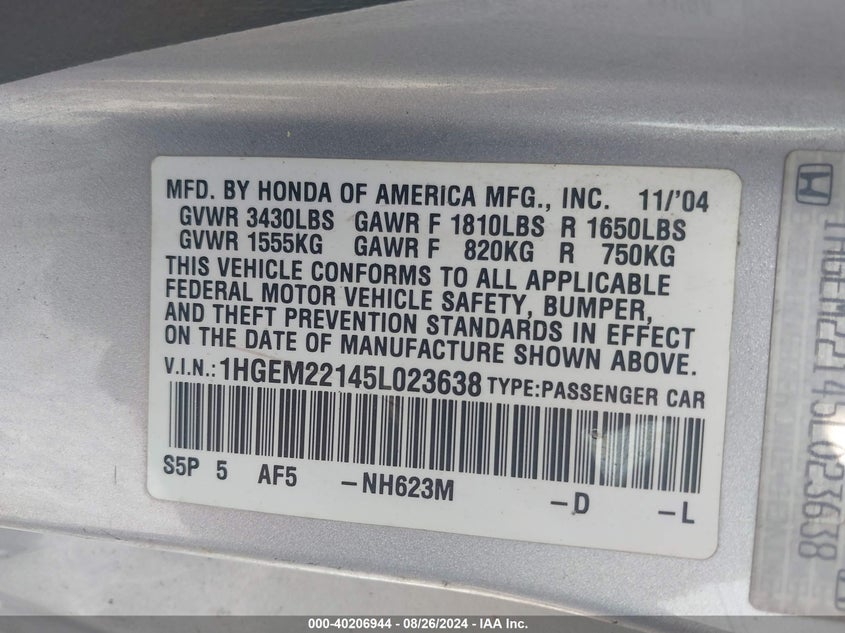 MFD. BY HONDA OF AMERICA MFG., INC. 11/'04
GVWR 3430LBS GAWR F 1810LBS R 1650LBS
GVWR 1555KG GAWR F 820KG R 750KG
THIS VEHICLE CONFORMS TO ALL APPLICABLE
FEDERAL MOTOR VEHICLE SAFETY, BUMPER,
AND THEFT PREVENTION STANDARDS IN EFFECT
ON THE DATE OF MANUFACTURE SHOWN ABOVE.
V.I.N.: 1HGEM22145L023638 TYPE:PASSENGER CAR
S5P 5 AF5 -NH623M -D -L
1HGEM22145L023638
000-40206944 - 08/26/2024 - IAA Inc.